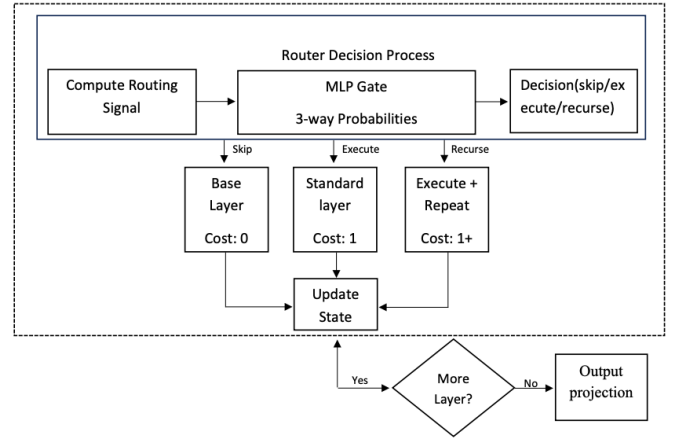 Router Decision Process
Compute Routing
Signal
MLP Gate
3-way Probabilities
Decision(skip/ex
ecute/recurse)
Skip
Execute
Recurse
Base
Layer
Cost: 0
Standard
layer
Cost: 1
Execute +
Repeat
Cost: 1+
Update
State
Yes
More
Layer?
No
Output
projection